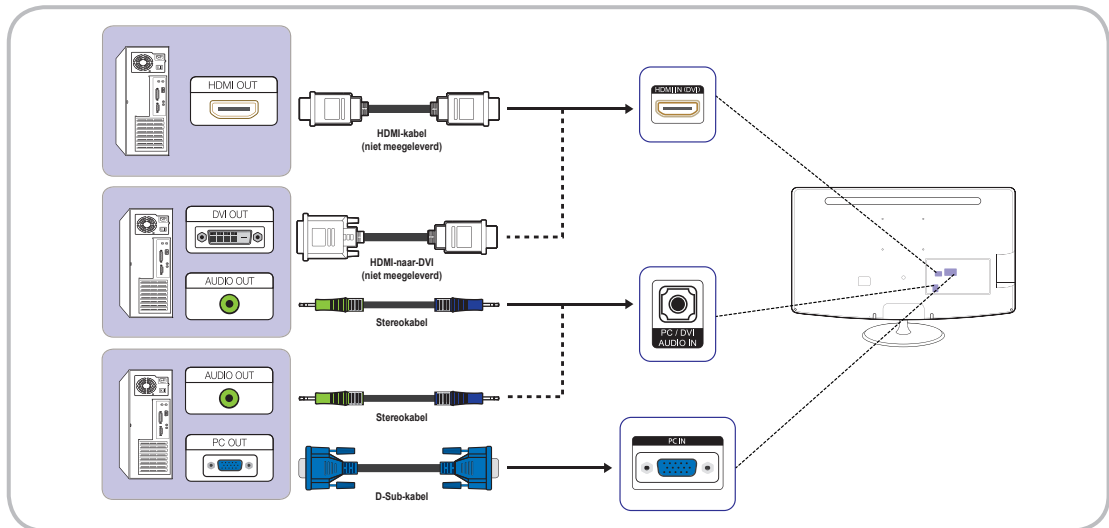 HDMI OUT
HDMI-kabel
(niet meegeleverd)
HDMI IN (DVI)
DVI OUT
HDMI-naar-DVI
(niet meegeleverd)
AUDIO OUT
Stereokabel
PC / DVI
AUDIO IN
AUDIO OUT
Stereokabel
PC OUT
D-Sub-kabel
PC IN